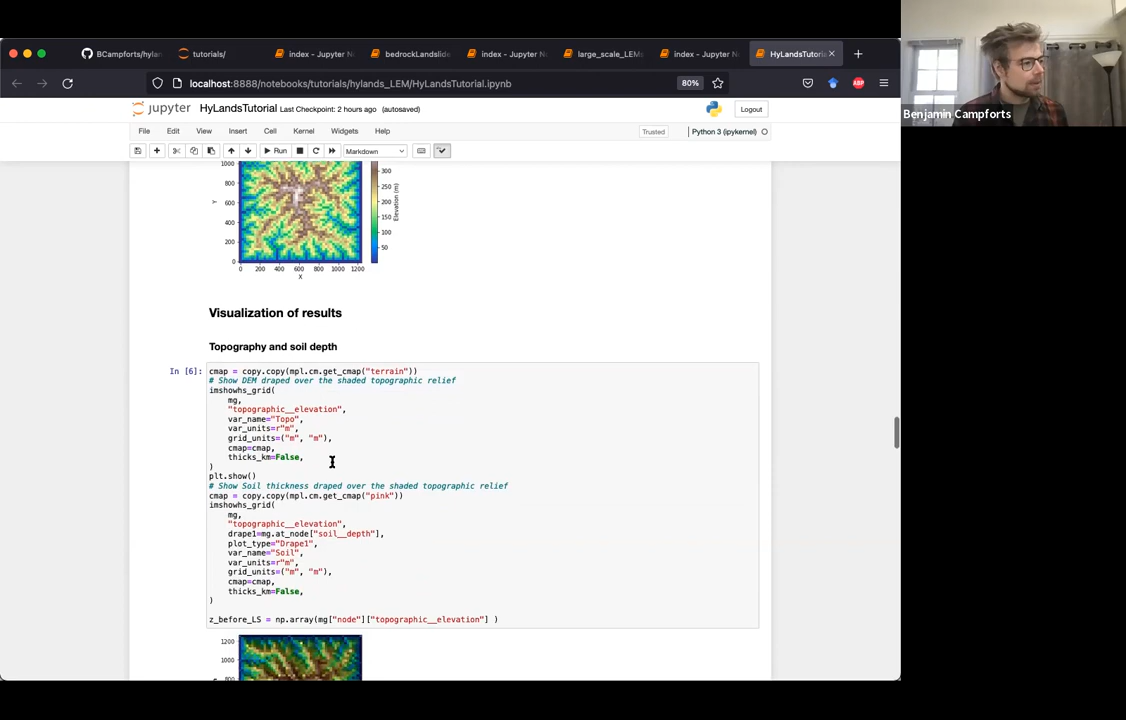 BCampforts/hylan
tutorials/
index - Jupyter N
bedrockLandslide
index - Jupyter N
large_scale_LEMs
index - Jupyter N
HyLandsTutoria
localhost:8888/notebooks/tutorials/hylands_LEM/HyLandsTutorial.ipynb
80%
ABP
Benjamin Campforts
jupyter HyLandsTutorial Last Checkpoint: 2 hours ago (autosaved)
Logout
File Edit View Insert Cell Kernel Widgets Help
Trusted
Python 3 (ipykernel)
Run
Markdown
1000
800
600
400
200
0
Y
0 200 400 600 800 1000 1200
X
300
250
200
150
100
50
Elevation (m)
Visualization of results
Topography and soil depth
In [6]:
cmap = copy.copy(mpl.cm.get_cmap("terrain"))
# Show DEM draped over the shaded topographic relief
imshowhs_grid(
mg,
"topographic__elevation",
var_name="Topo",
var_units=r"m",
grid_units=("m", "m"),
cmap=cmap,
thicks_km=False,
)
plt.show()
# Show Soil thickness draped over the shaded topographic relief
cmap = copy.copy(mpl.cm.get_cmap("pink"))
imshowhs_grid(
mg,
"topographic__elevation",
drape1=mg.at_node["soil__depth"],
plot_type="Drape1",
var_name="Soil",
var_units=r"m",
grid_units=("m", "m"),
cmap=cmap,
thicks_km=False,
)
z_before_LS = np.array(mg["node"]["topographic__elevation"] )
1200
1000
800